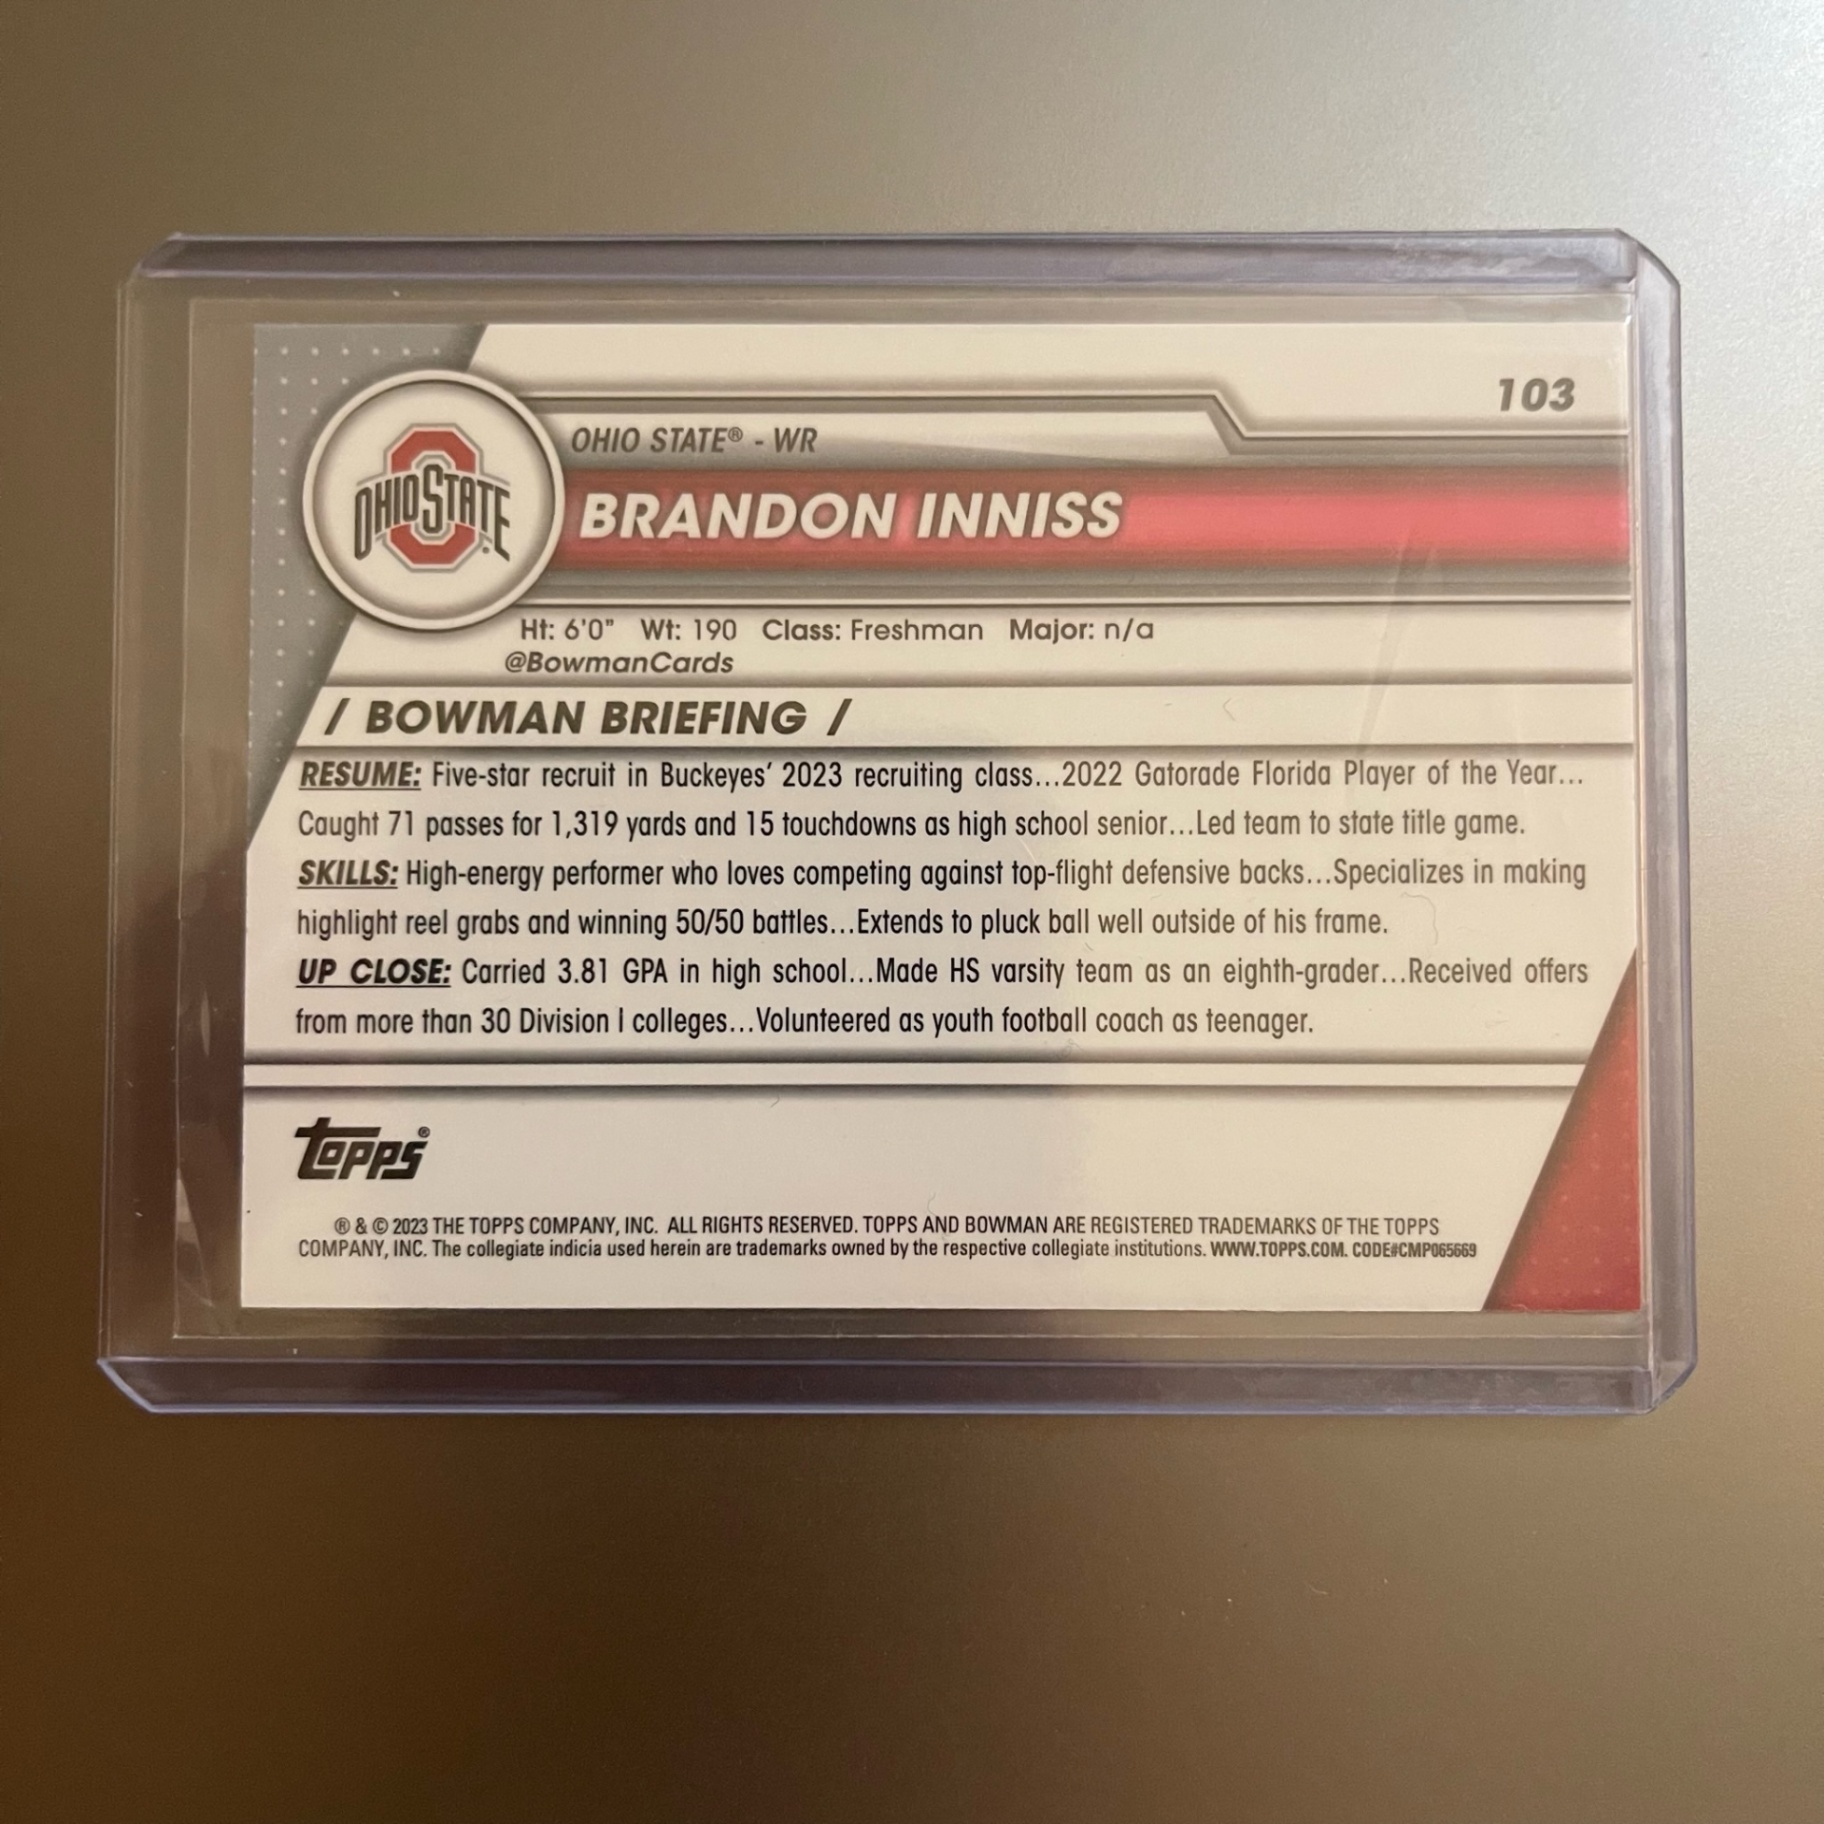 103
OHIO STATE® - WR
OHIO STATE
BRANDON INNISS
Ht: 6'0" Wt: 190 Class: Freshman Major: n/a
@BowmanCards
/ BOWMAN BRIEFING /
RESUME: Five-star recruit in Buckeyes' 2023 recruiting class...2022 Gatorade Florida Player of the Year...
Caught 71 passes for 1,319 yards and 15 touchdowns as high school senior...Led team to state title game.
SKILLS: High-energy performer who loves competing against top-flight defensive backs...Specializes in making
highlight reel grabs and winning 50/50 battles...Extends to pluck ball well outside of his frame.
UP CLOSE: Carried 3.81 GPA in high school...Made HS varsity team as an eighth-grader...Received offers
from more than 30 Division I colleges...Volunteered as youth football coach as teenager.
topps®
® & © 2023 THE TOPPS COMPANY, INC. ALL RIGHTS RESERVED. TOPPS AND BOWMAN ARE REGISTERED TRADEMARKS OF THE TOPPS
COMPANY, INC. The collegiate indicia used herein are trademarks owned by the respective collegiate institutions. WWW.TOPPS.COM. CODE#CMP065669